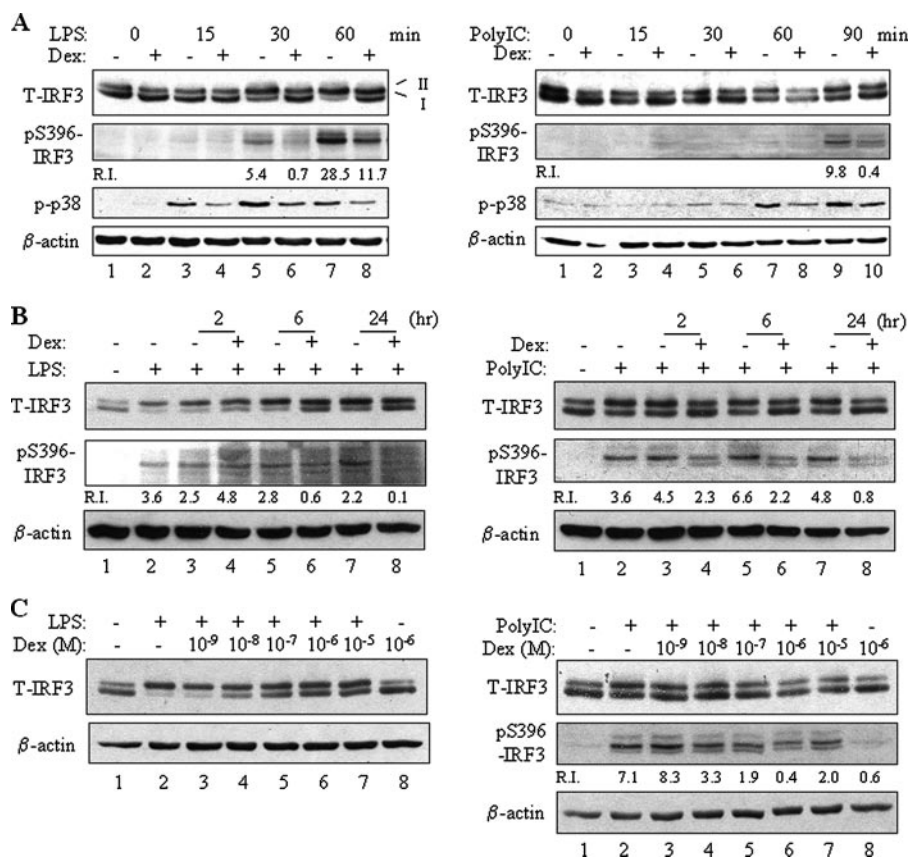 A
LPS: 0 15 30 60 min
Dex: - + - + - + - +
T-IRF3 II
I
pS396-
IRF3
R.I. 5.4 0.7 28.5 11.7
p-p38
β-actin
1 2 3 4 5 6 7 8
PolyIC: 0 15 30 60 90 min
Dex: - + - + - + - + - +
T-IRF3
pS396-
IRF3
R.I. 9.8 0.4
p-p38
β-actin
1 2 3 4 5 6 7 8 9 10
B
2 6 24 (hr)
Dex: - - - + - + - +
LPS: - + + + + + + +
T-IRF3
pS396-
IRF3
R.I. 3.6 2.5 4.8 2.8 0.6 2.2 0.1
β-actin
1 2 3 4 5 6 7 8
2 6 24 (hr)
Dex: - - - + - + - +
PolyIC: - + + + + + + +
T-IRF3
pS396-
IRF3
R.I. 3.6 4.5 2.3 6.6 2.2 4.8 0.8
β-actin
1 2 3 4 5 6 7 8
C
LPS: - + + + + + + -
Dex (M): - - 10⁻⁹ 10⁻⁸ 10⁻⁷ 10⁻⁶ 10⁻⁵ 10⁻⁶
T-IRF3
β-actin
1 2 3 4 5 6 7 8
PolyIC: - + + + + + + -
Dex (M): - - 10⁻⁹ 10⁻⁸ 10⁻⁷ 10⁻⁶ 10⁻⁵ 10⁻⁶
T-IRF3
pS396
-IRF3
R.I. 7.1 8.3 3.3 1.9 0.4 2.0 0.6
β-actin
1 2 3 4 5 6 7 8